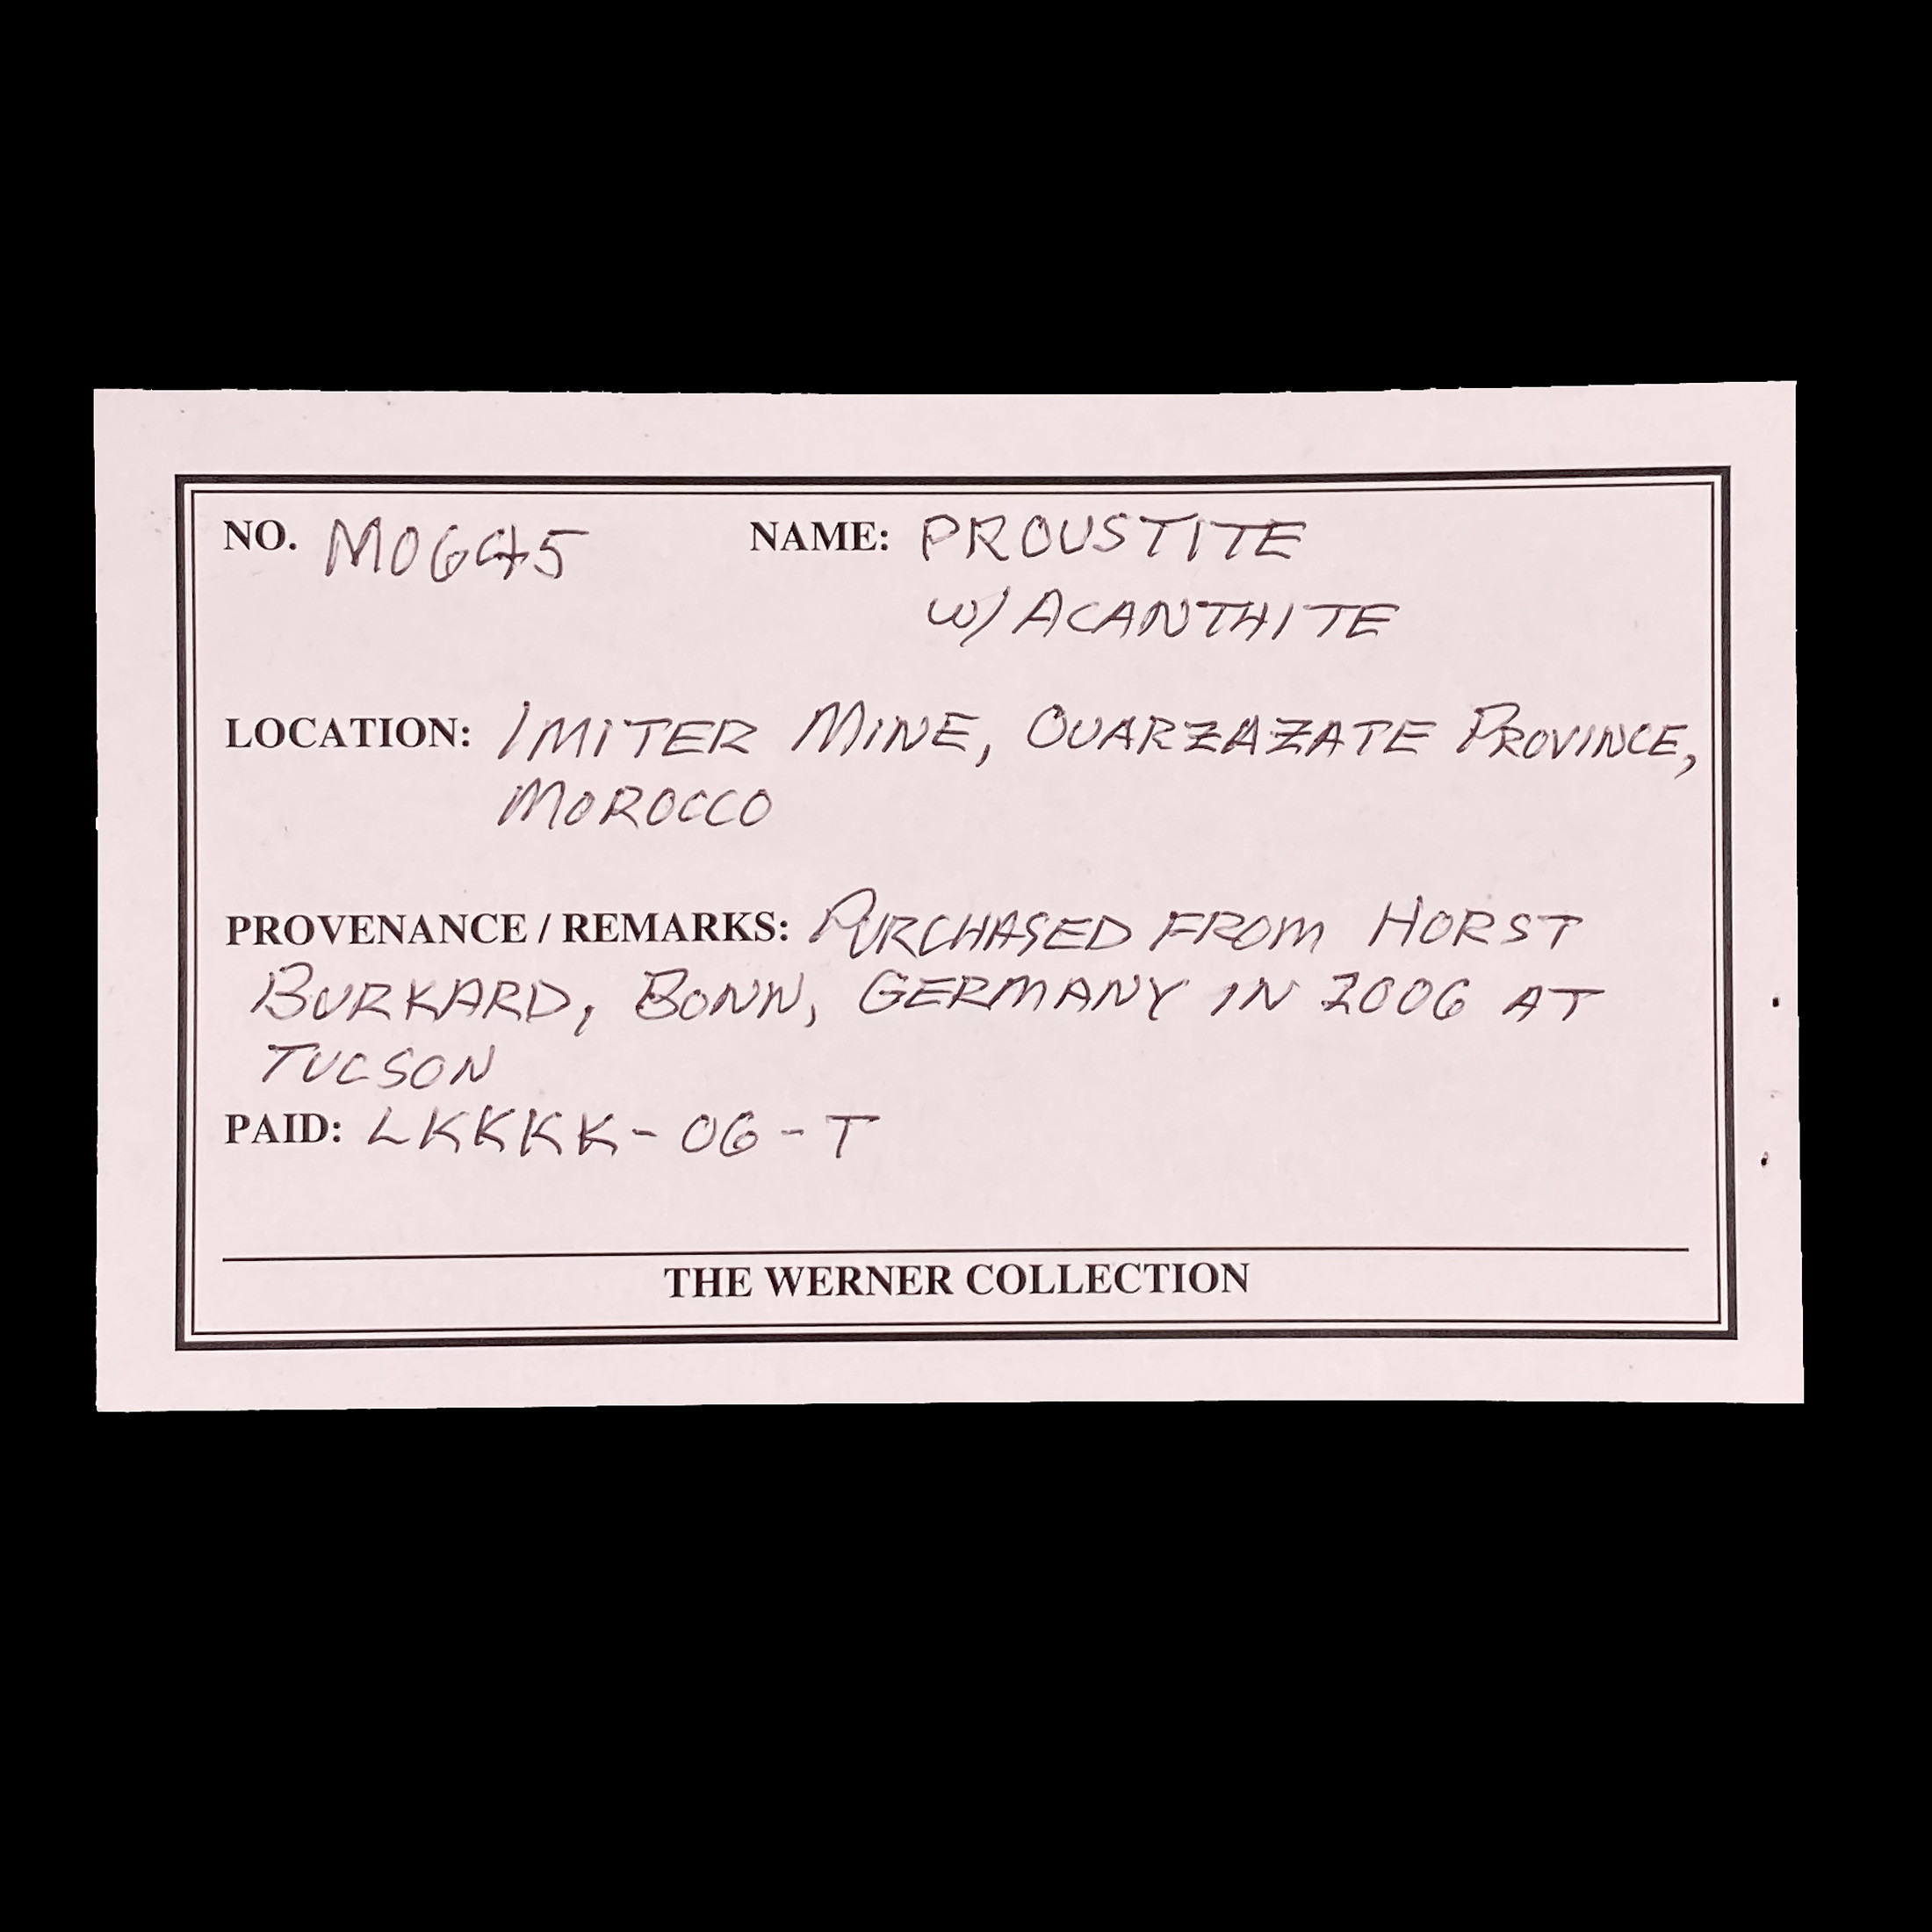 NO. M0645 NAME: PROUSTITE
W/ ACANTHITE
LOCATION: IMITER MINE, OUARZAZATE PROVINCE,
MOROCCO
PROVENANCE / REMARKS: PURCHASED FROM HORST
BURKARD, BONN, GERMANY IN 2006 AT
TUCSON
PAID: LKKKK-06-T
THE WERNER COLLECTION